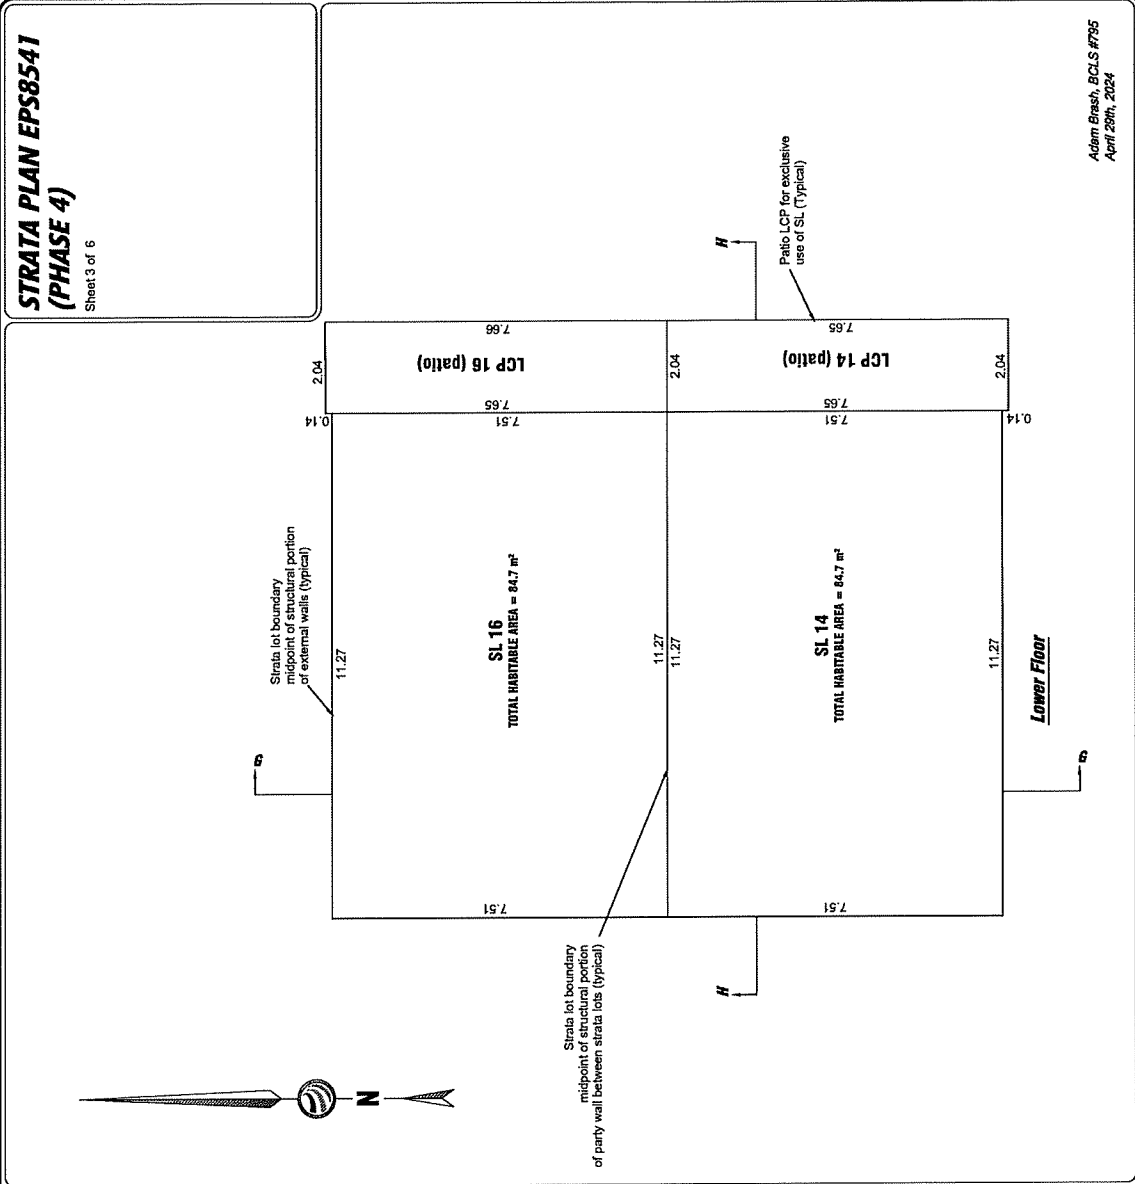 STRATA PLAN EPS8541
(PHASE 4)
Sheet 3 of 6
Strata lot boundary
midpoint of structural portion
of external walls (typical)
G
11.27
0.14
2.04
7.66
LCP 16 (patio)
7.65
7.51
SL 16
TOTAL HABITABLE AREA = 84.7 m²
7.51
11.27
11.27
2.04
H
Patio LCP for exclusive
use of SL (Typical)
7.65
LCP 14 (patio)
7.65
7.51
SL 14
TOTAL HABITABLE AREA = 84.7 m²
7.51
11.27
0.14
2.04
Strata lot boundary
midpoint of structural portion
of party wall between strata lots (typical)
H
G
Lower Floor
N
Adam Brash, BCLS #795
April 29th, 2024